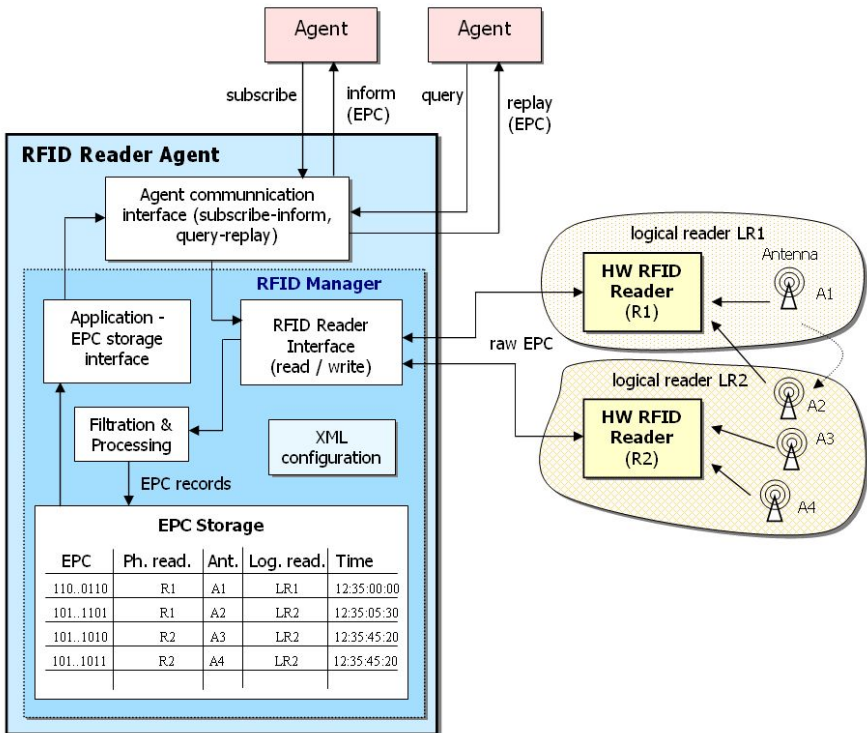 Agent
Agent
subscribe
inform
(EPC)
query
replay
(EPC)
RFID Reader Agent
Agent communnication
interface (subscribe-inform,
query-replay)
RFID Manager
Application -
EPC storage
interface
RFID Reader
Interface
(read / write)
Filtration &
Processing
XML
configuration
EPC records
raw EPC
logical reader LR1
HW RFID
Reader
(R1)
Antenna
A1
logical reader LR2
HW RFID
Reader
(R2)
A2
A3
A4
EPC Storage
EPC Ph. read. Ant. Log. read. Time
110..0110 R1 A1 LR1 12:35:00:00
101..1101 R1 A2 LR2 12:35:05:30
101..1010 R2 A3 LR2 12:35:45:20
101..1011 R2 A4 LR2 12:35:45:20